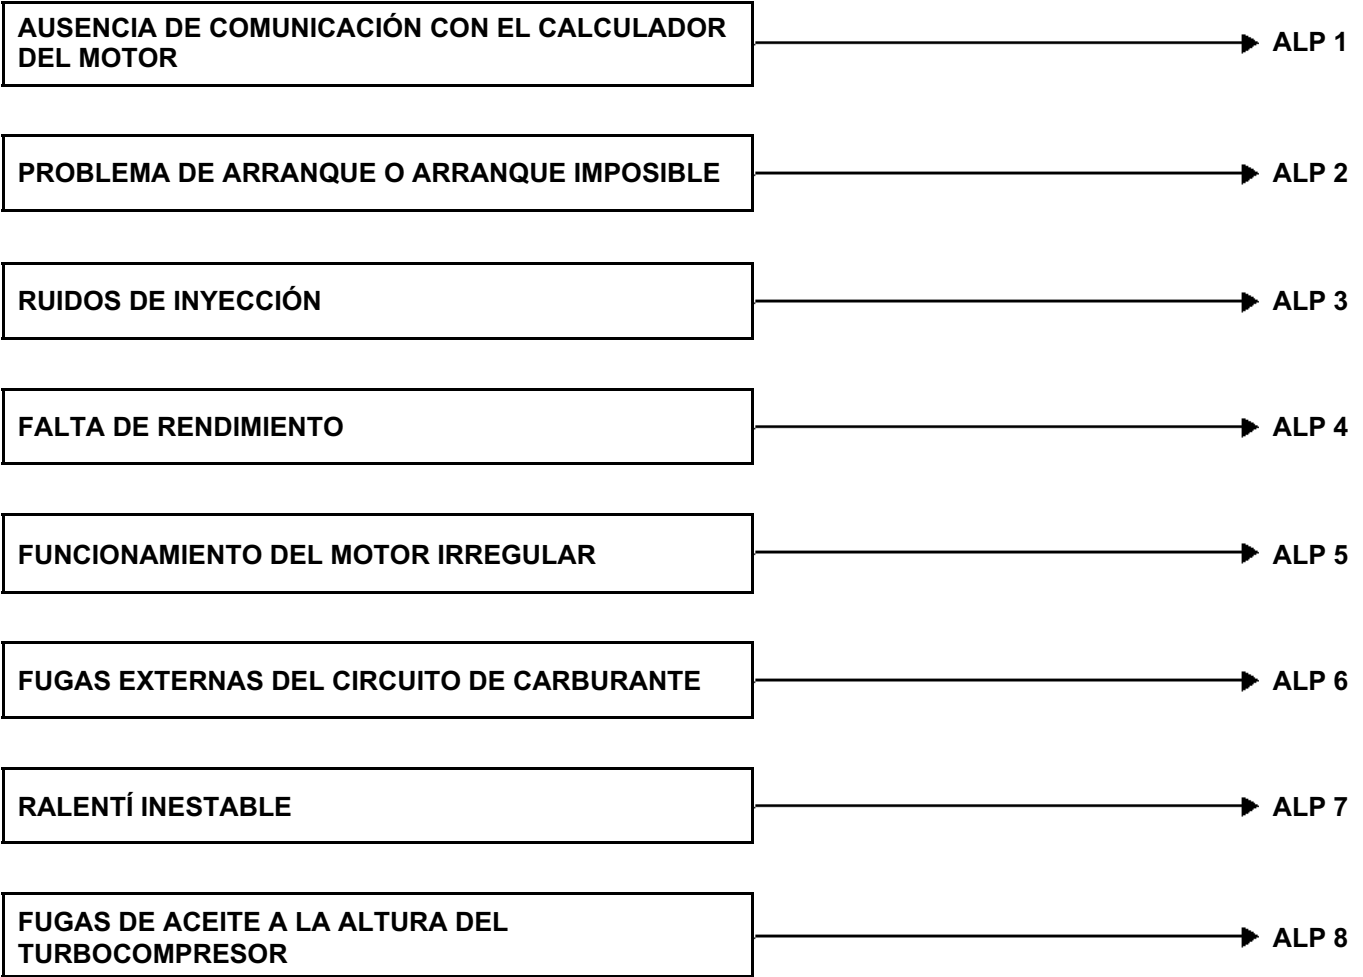 AUSENCIA DE COMUNICACIÓN CON EL CALCULADOR
DEL MOTOR
ALP 1
PROBLEMA DE ARRANQUE O ARRANQUE IMPOSIBLE
ALP 2
RUIDOS DE INYECCIÓN
ALP 3
FALTA DE RENDIMIENTO
ALP 4
FUNCIONAMIENTO DEL MOTOR IRREGULAR
ALP 5
FUGAS EXTERNAS DEL CIRCUITO DE CARBURANTE
ALP 6
RALENTÍ INESTABLE
ALP 7
FUGAS DE ACEITE A LA ALTURA DEL
TURBOCOMPRESOR
ALP 8